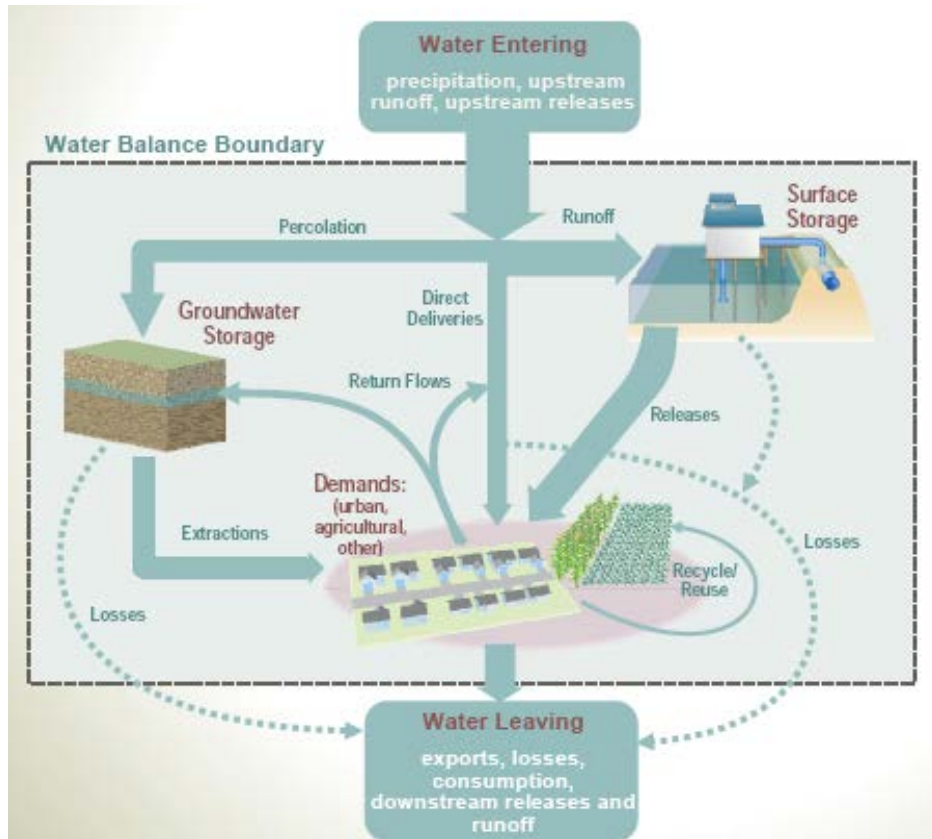 Water Entering
precipitation, upstream
runoff, upstream releases
Water Balance Boundary
Surface
Storage
Percolation
Runoff
Direct
Deliveries
Groundwater
Storage
Return Flows
Releases
Demands:
(urban,
agricultural,
other)
Extractions
Losses
Recycle/
Reuse
Losses
Water Leaving
exports, losses,
consumption,
downstream releases and
runoff